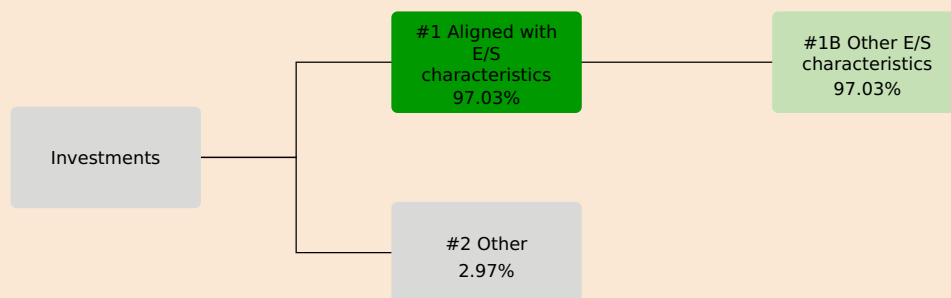 #1 Aligned with
E/S
characteristics
97.03%
#1B Other E/S
characteristics
97.03%
Investments
#2 Other
2.97%